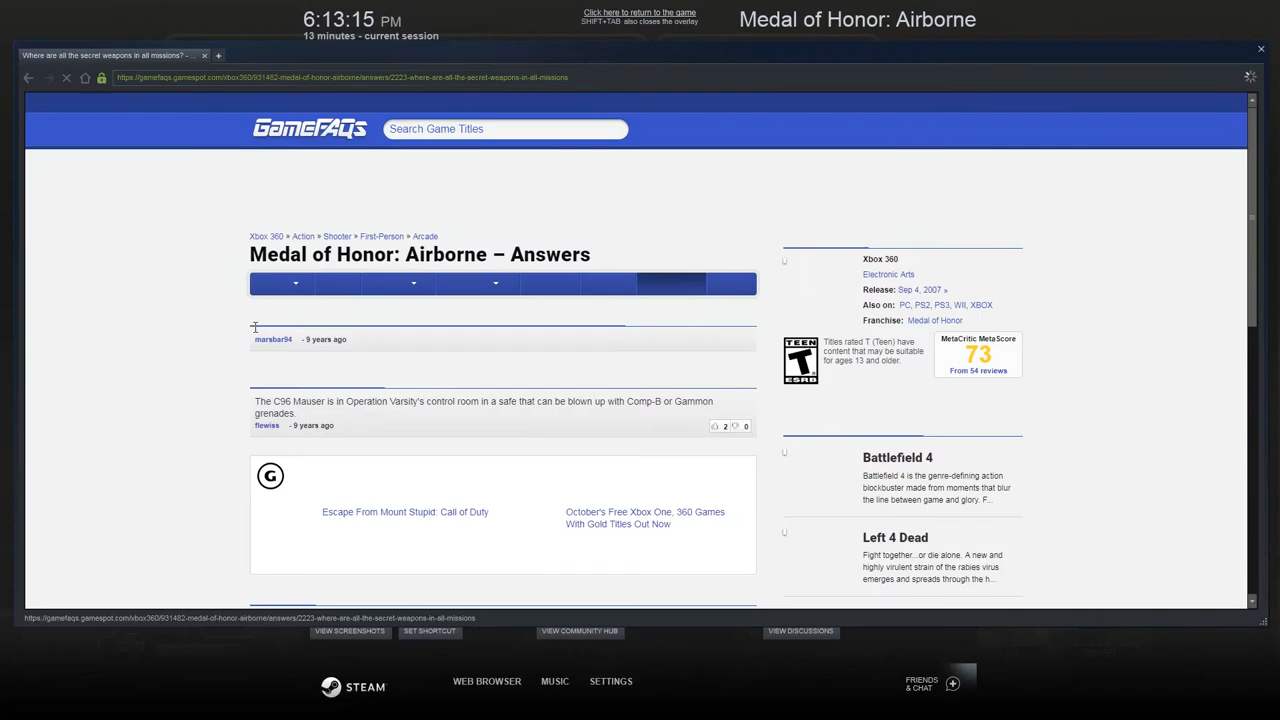 6:13:15 PM
13 minutes - current session
Click here to return to the game
SHIFT+TAB also closes the overlay
Medal of Honor: Airborne
Where are all the secret weapons in all missions? - ...
https://gamefaqs.gamespot.com/xbox360/931482-medal-of-honor-airborne/answers/2223-where-are-all-the-secret-weapons-in-all-missions
GameFAQs
Search Game Titles
Xbox 360 » Action » Shooter » First-Person » Arcade
Medal of Honor: Airborne – Answers
marsbar94 - 9 years ago
The C96 Mauser is in Operation Varsity's control room in a safe that can be blown up with Comp-B or Gammon
grenades.
flewiss - 9 years ago
2 0
G
Escape From Mount Stupid: Call of Duty
October's Free Xbox One, 360 Games
With Gold Titles Out Now
Xbox 360
Electronic Arts
Release: Sep 4, 2007 »
Also on: PC, PS2, PS3, WII, XBOX
Franchise: Medal of Honor
TEEN
T
ESRB
Titles rated T (Teen) have
content that may be suitable
for ages 13 and older.
MetaCritic MetaScore
73
From 54 reviews
Battlefield 4
Battlefield 4 is the genre-defining action
blockbuster made from moments that blur
the line between game and glory. F...
Left 4 Dead
Fight together...or die alone. A new and
highly virulent strain of the rabies virus
emerges and spreads through the h...
https://gamefaqs.gamespot.com/xbox360/931482-medal-of-honor-airborne/answers/2223-where-are-all-the-secret-weapons-in-all-missions
VIEW SCREENSHOTS
SET SHORTCUT
VIEW COMMUNITY HUB
VIEW DISCUSSIONS
STEAM
WEB BROWSER
MUSIC
SETTINGS
FRIENDS
& CHAT